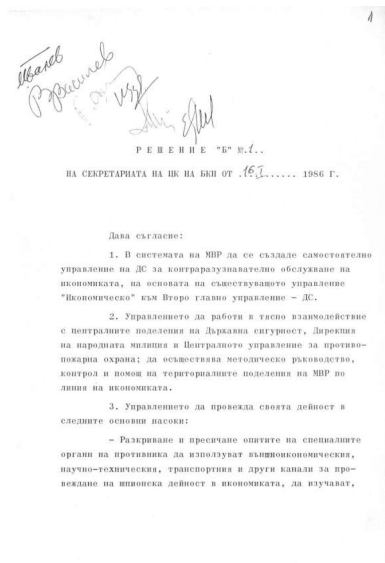 1
Иванов
В. Василев
РЕШЕНИЕ "Б" №.1..
НА СЕКРЕТАРИАТА НА ЦК НА БКП ОТ .16.I...... 1986 Г.
Дава съгласие:
1. В системата на МВР да се създаде самостоятелно
управление на ДС за контраразузнавателно обслужване на
икономиката, на основата на съществуващото управление
"Икономическо" към Второ главно управление – ДС.
2. Управлението да работи в тясно взаимодействие
с централните поделения на Държавна сигурност, Дирекция
на народната милиция и Централното управление за противо-
пожарна охрана; да осъществява методическо ръководство,
контрол и помощ на териториалните поделения на МВР по
линия на икономиката.
3. Управлението да провежда своята дейност в
следните основни насоки:
– Разкриване и пресичане опитите на специалните
органи на противника да използуват външноикономическия,
научно-техническия, транспортния и други канали за про-
веждане на шпионска дейност в икономиката, да изучават,